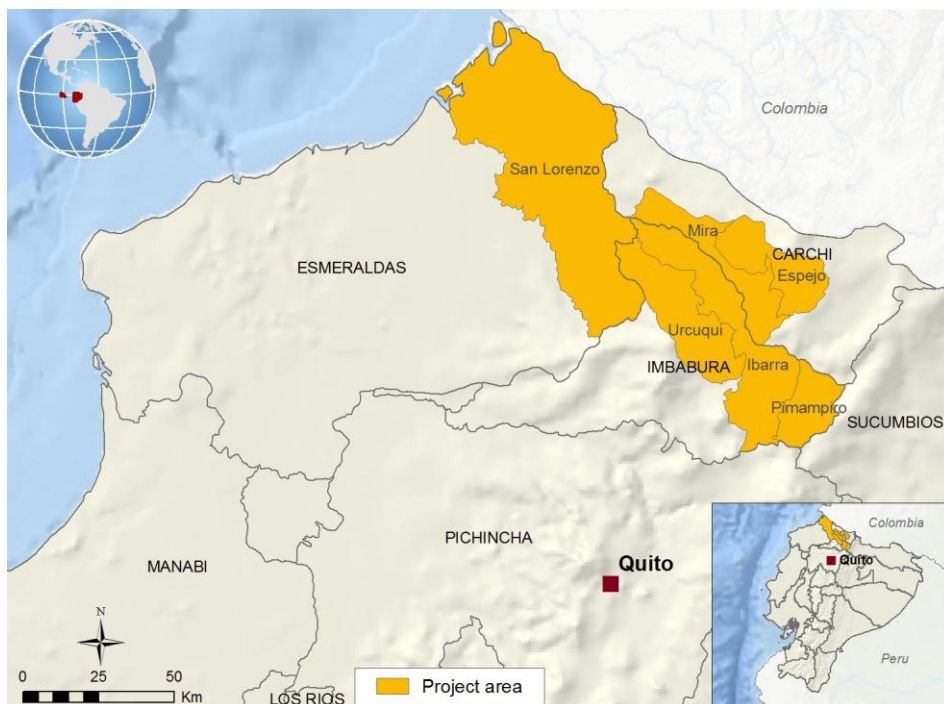 Colombia
San Lorenzo
Mira
CARCHI
Espejo
ESMERALDAS
Urcuqui
IMBABURA
Ibarra
Pimampiro
SUCUMBIOS
PICHINCHA
MANABI
Quito
Colombia
Quito
Peru
N
0 25 50
Km
LOS RIOS
Project area